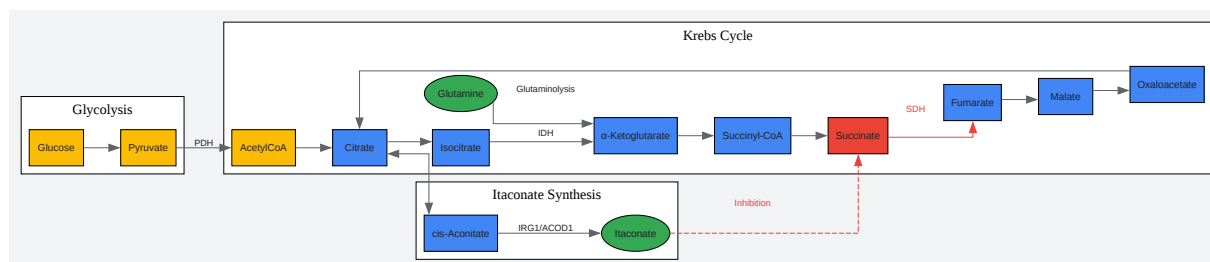 Krebs Cycle
Glutamine
Glutaminolysis
Oxaloacetate
Fumarate
Malate
SDH
Glycolysis
Glucose
Pyruvate
PDH
AcetylCoA
Citrate
Isocitrate
IDH
α-Ketoglutarate
Succinyl-CoA
Succinate
Itaconate Synthesis
cis-Aconitate
IRG1/ACOD1
Itaconate
Inhibition